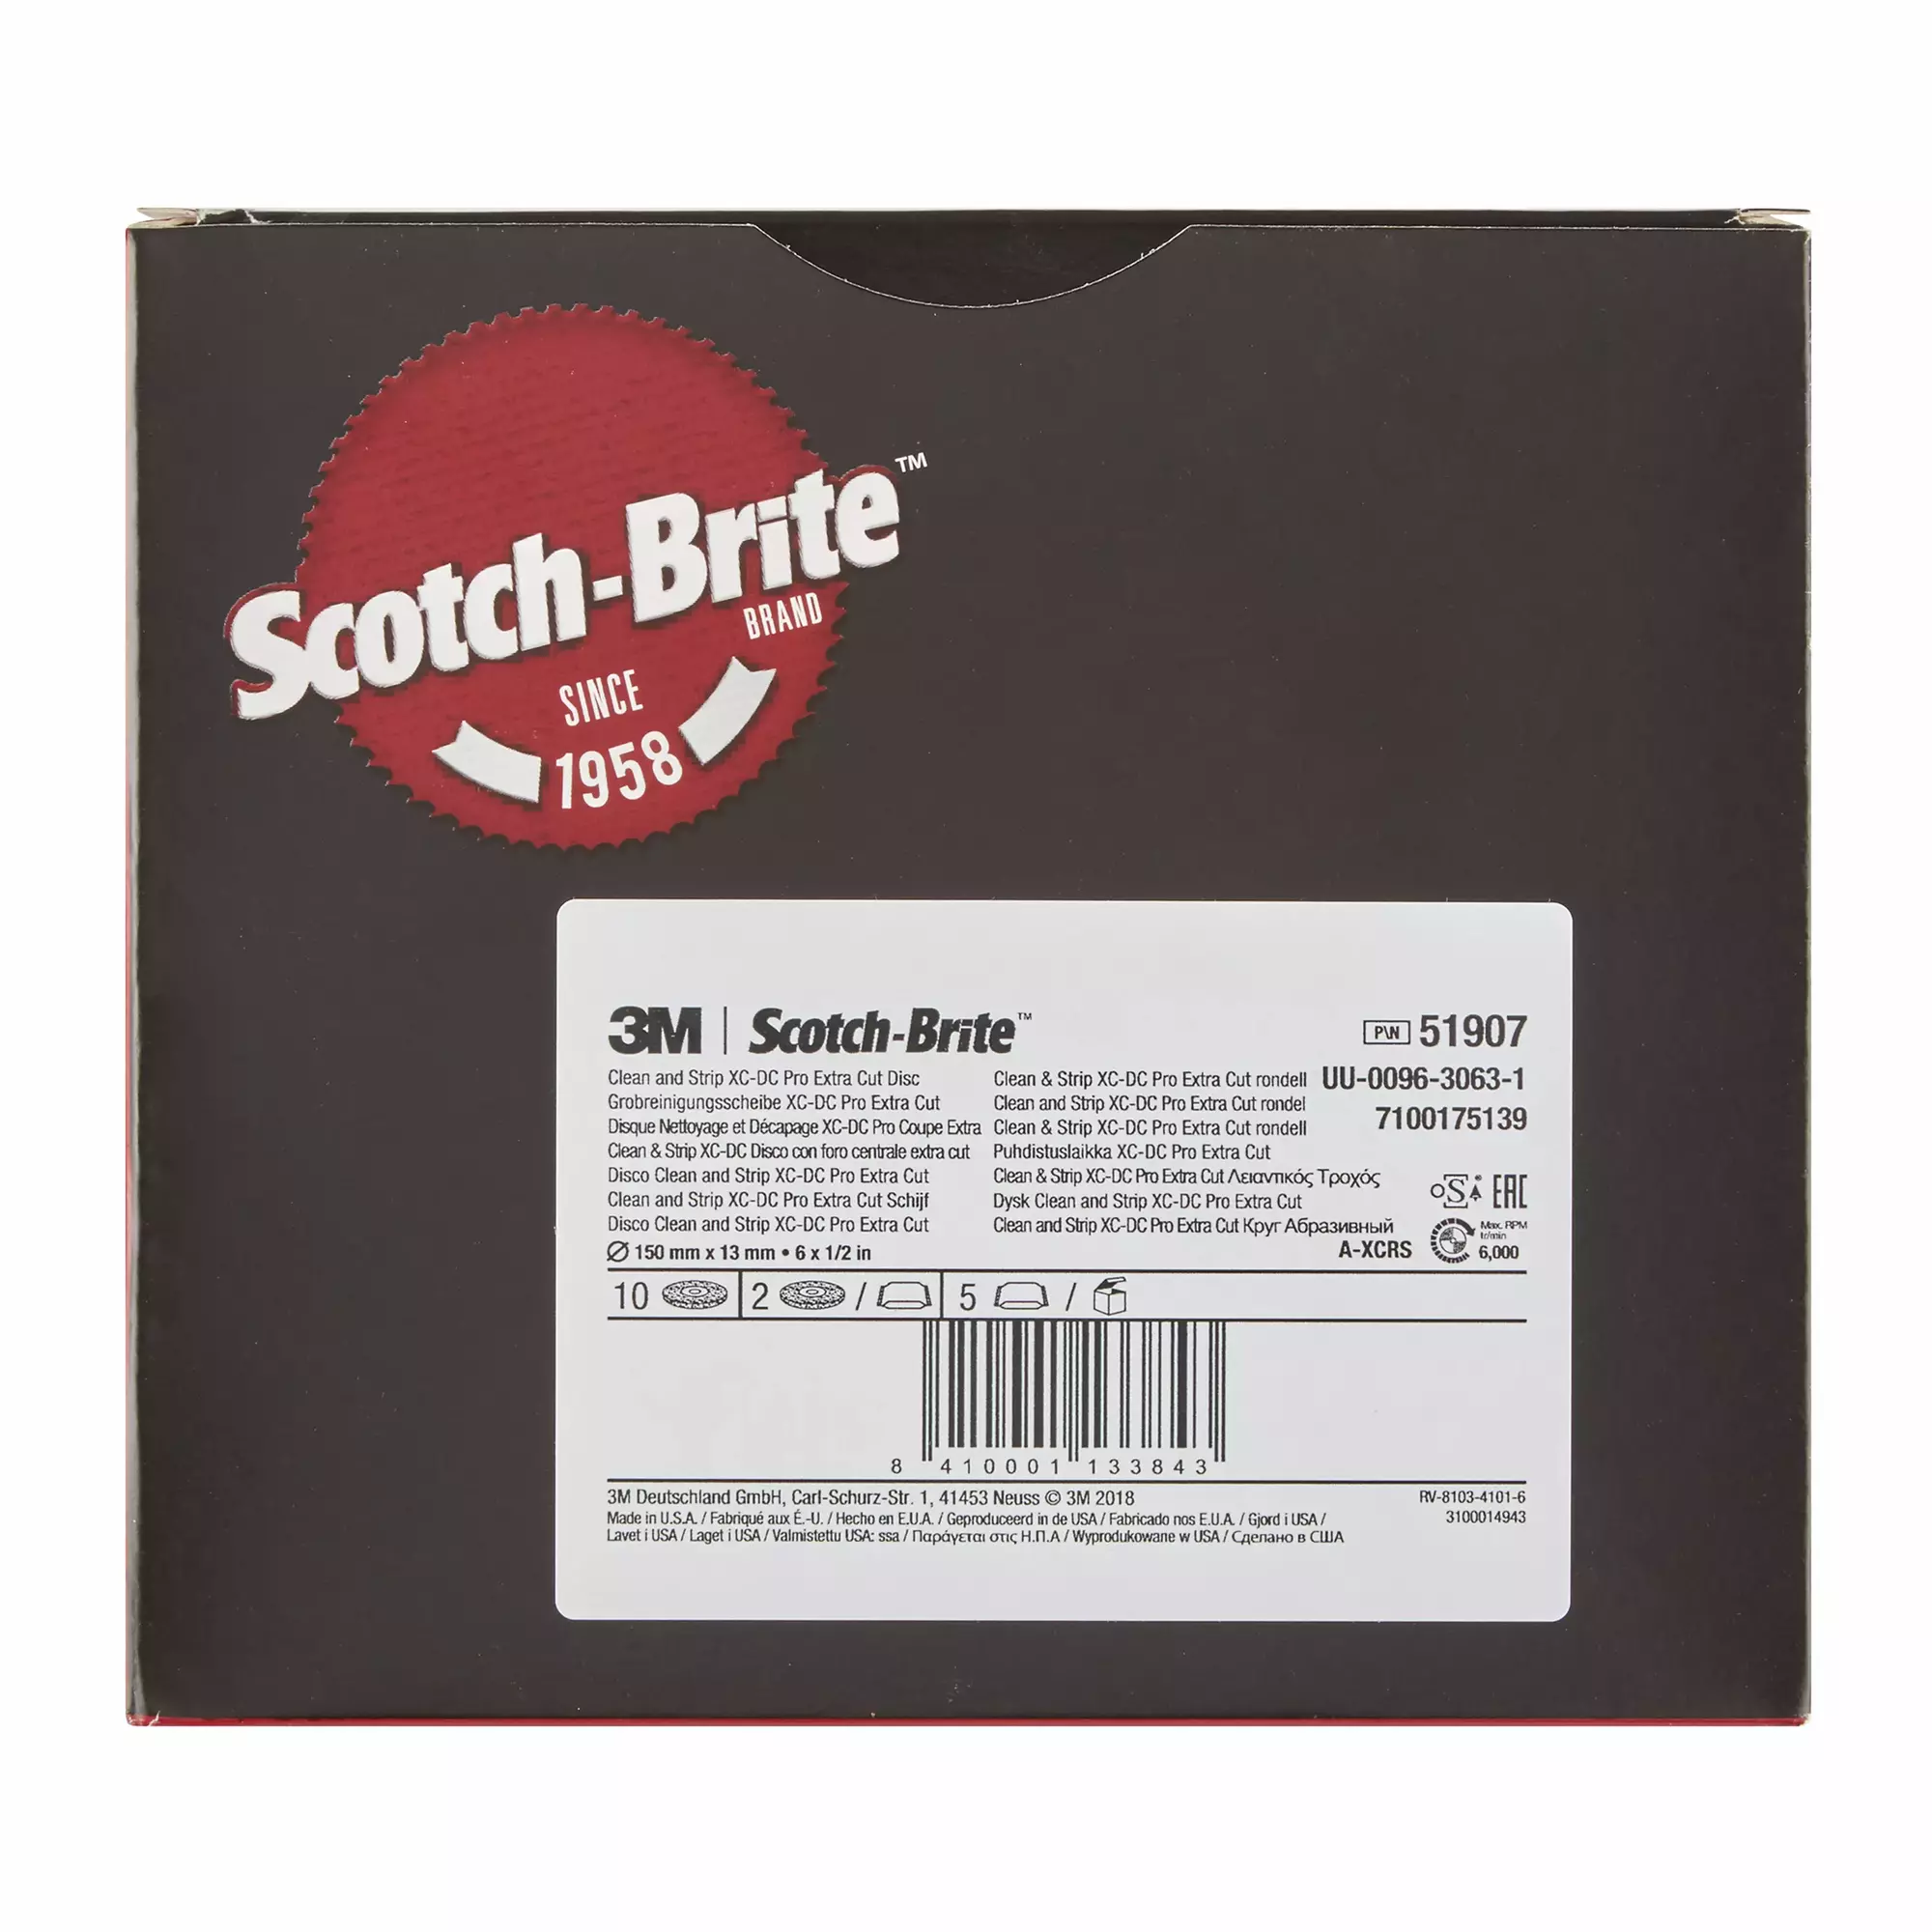 Scotch-Brite™
BRAND
SINCE
1958
3M | Scotch-Brite™
P\N 51907
UU-0096-3063-1
7100175139
Clean and Strip XC-DC Pro Extra Cut Disc
Grobreinigungsscheibe XC-DC Pro Extra Cut
Disque Nettoyage et Décapage XC-DC Pro Coupe Extra
Clean & Strip XC-DC Disco con foro centrale extra cut
Disco Clean and Strip XC-DC Pro Extra Cut
Clean and Strip XC-DC Pro Extra Cut Schijf
Disco Clean and Strip XC-DC Pro Extra Cut
Clean & Strip XC-DC Pro Extra Cut rondell
Clean and Strip XC-DC Pro Extra Cut rondel
Clean & Strip XC-DC Pro Extra Cut rondell
Puhdistuslaikka XC-DC Pro Extra Cut
Clean & Strip XC-DC Pro Extra Cut Λειαντικός Τροχός
Dysk Clean and Strip XC-DC Pro Extra Cut
Clean and Strip XC-DC Pro Extra Cut Круг Абразивный
oSa® EAC
Max. RPM
tr/min
6,000
Ø 150 mm x 13 mm • 6 x 1/2 in
A-XCRS
10 2 / 5 /
8 410001 133843
3M Deutschland GmbH, Carl-Schurz-Str. 1, 41453 Neuss © 3M 2018
Made in U.S.A. / Fabriqué aux É.-U. / Hecho en E.U.A. / Geproduceerd in de USA / Fabricado nos E.U.A. / Gjord i USA /
Lavet i USA / Laget i USA / Valmistettu USA: ssa / Παράγεται στις Η.Π.Α / Wyprodukowane w USA / Сделано в США
RV-8103-4101-6
3100014943